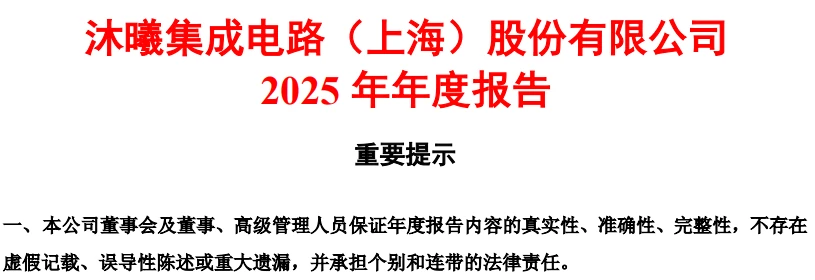 沐曦集成电路（上海）股份有限公司
2025 年年度报告
重要提示
一、本公司董事会及董事、高级管理人员保证年度报告内容的真实性、准确性、完整性，不存在
虚假记载、误导性陈述或重大遗漏，并承担个别和连带的法律责任。